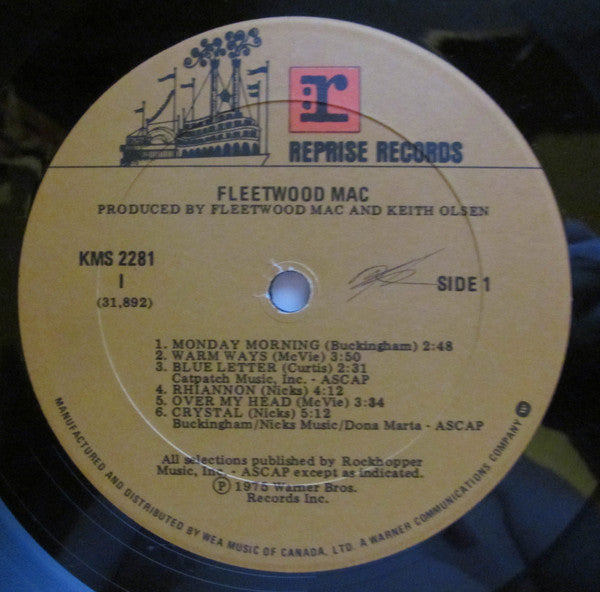 r
REPRISE RECORDS
FLEETWOOD MAC
PRODUCED BY FLEETWOOD MAC AND KEITH OLSEN
KMS 2281
1
(31,892)
SIDE 1
1. MONDAY MORNING (Buckingham) 2:48
2. WARM WAYS (McVie) 3:50
3. BLUE LETTER (Curtis) 2:31
Catpatch Music, Inc. - ASCAP
4. RHIANNON (Nicks) 4:12
5. OVER MY HEAD (McVie) 3:34
6. CRYSTAL (Nicks) 5:12
Buckingham/Nicks Music/Dona Marta - ASCAP
All selections published by Rockhopper
Music, Inc. - ASCAP except as indicated.
Ⓟ 1975 Warner Bros.
Records Inc.
MANUFACTURED AND DISTRIBUTED BY WEA MUSIC OF CANADA, LTD. A WARNER COMMUNICATIONS COMPANY